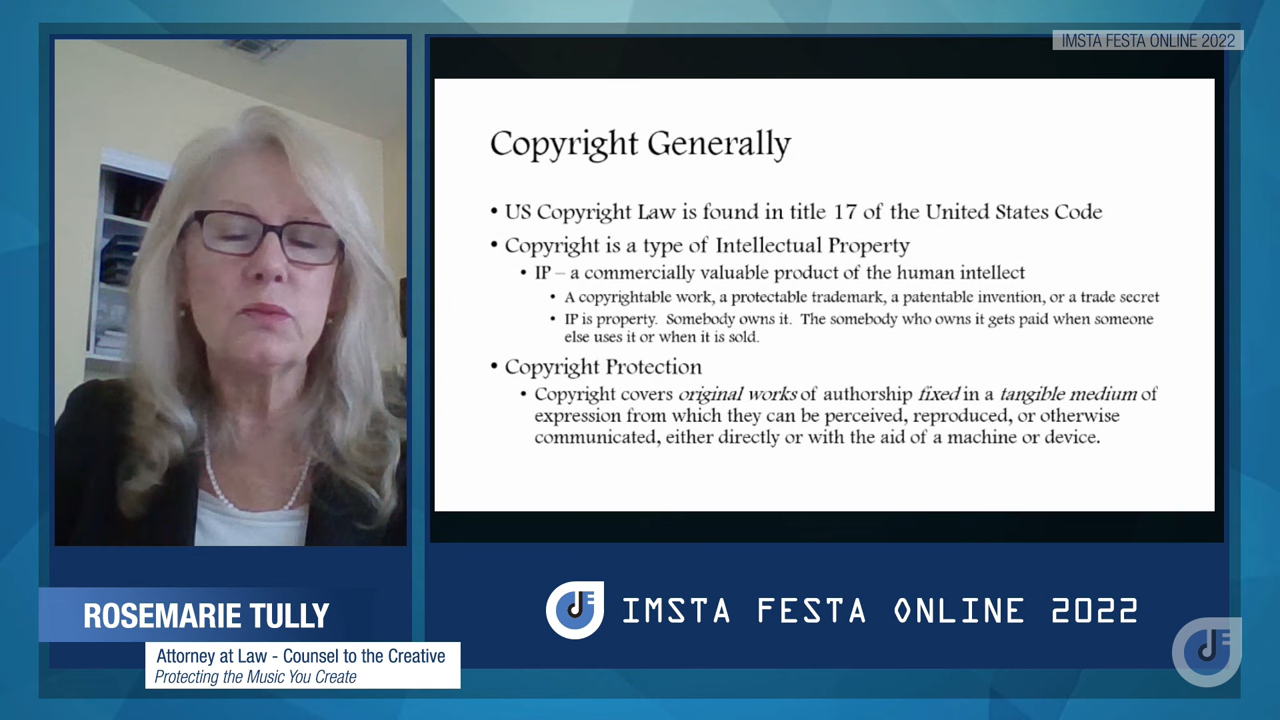 IMSTA FESTA ONLINE 2022
Copyright Generally
• US Copyright Law is found in title 17 of the United States Code
• Copyright is a type of Intellectual Property
• IP – a commercially valuable product of the human intellect
• A copyrightable work, a protectable trademark, a patentable invention, or a trade secret
• IP is property. Somebody owns it. The somebody who owns it gets paid when someone
else uses it or when it is sold.
• Copyright Protection
• Copyright covers original works of authorship fixed in a tangible medium of
expression from which they can be perceived, reproduced, or otherwise
communicated, either directly or with the aid of a machine or device.
ROSEMARIE TULLY
Attorney at Law - Counsel to the Creative
Protecting the Music You Create
IMSTA FESTA ONLINE 2022